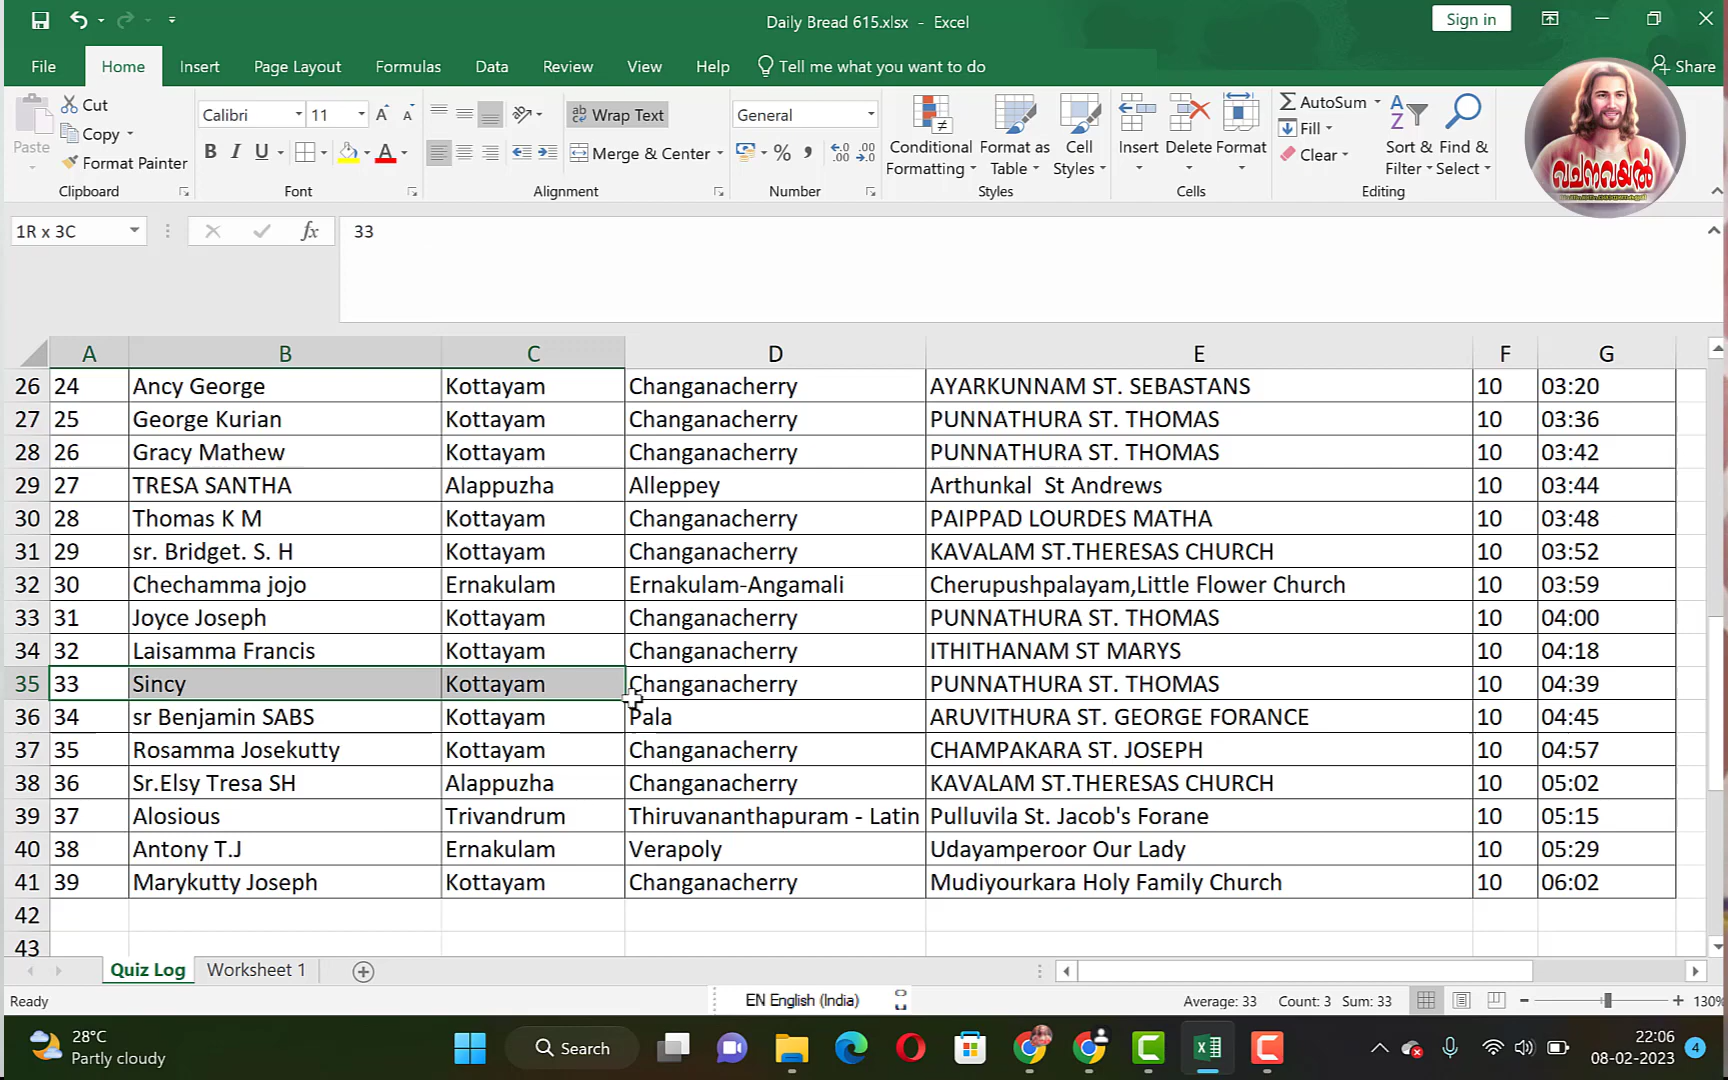 Daily Bread 615.xlsx - Excel
Sign in
File Home Insert Page Layout Formulas Data Review View Help Tell me what you want to do Share
Paste Cut Copy Format Painter Clipboard
Calibri 11 B I U A Font
ab Wrap Text Merge & Center Alignment
General % Number
Conditional Formatting Format as Table Cell Styles Styles
Insert Delete Format Cells
AutoSum Fill Clear Sort & Filter Find & Select Editing
വചനവയൽ
1R x 3C fx 33
A B C D E F G
26 24 Ancy George Kottayam Changanacherry AYARKUNNAM ST. SEBASTANS 10 03:20
27 25 George Kurian Kottayam Changanacherry PUNNATHURA ST. THOMAS 10 03:36
28 26 Gracy Mathew Kottayam Changanacherry PUNNATHURA ST. THOMAS 10 03:42
29 27 TRESA SANTHA Alappuzha Alleppey Arthunkal St Andrews 10 03:44
30 28 Thomas K M Kottayam Changanacherry PAIPPAD LOURDES MATHA 10 03:48
31 29 sr. Bridget. S. H Kottayam Changanacherry KAVALAM ST.THERESAS CHURCH 10 03:52
32 30 Chechamma jojo Ernakulam Ernakulam-Angamali Cherupushpalayam,Little Flower Church 10 03:59
33 31 Joyce Joseph Kottayam Changanacherry PUNNATHURA ST. THOMAS 10 04:00
34 32 Laisamma Francis Kottayam Changanacherry ITHITHANAM ST MARYS 10 04:18
35 33 Sincy Kottayam Changanacherry PUNNATHURA ST. THOMAS 10 04:39
36 34 sr Benjamin SABS Kottayam Pala ARUVITHURA ST. GEORGE FORANCE 10 04:45
37 35 Rosamma Josekutty Kottayam Changanacherry CHAMPAKARA ST. JOSEPH 10 04:57
38 36 Sr.Elsy Tresa SH Alappuzha Changanacherry KAVALAM ST.THERESAS CHURCH 10 05:02
39 37 Alosious Trivandrum Thiruvananthapuram - Latin Pulluvila St. Jacob's Forane 10 05:15
40 38 Antony T.J Ernakulam Verapoly Udayamperoor Our Lady 10 05:29
41 39 Marykutty Joseph Kottayam Changanacherry Mudiyourkara Holy Family Church 10 06:02
42
43
Quiz Log Worksheet 1
Ready EN English (India) Average: 33 Count: 3 Sum: 33 130%
28°C
Partly cloudy
Search
22:06
08-02-2023
4